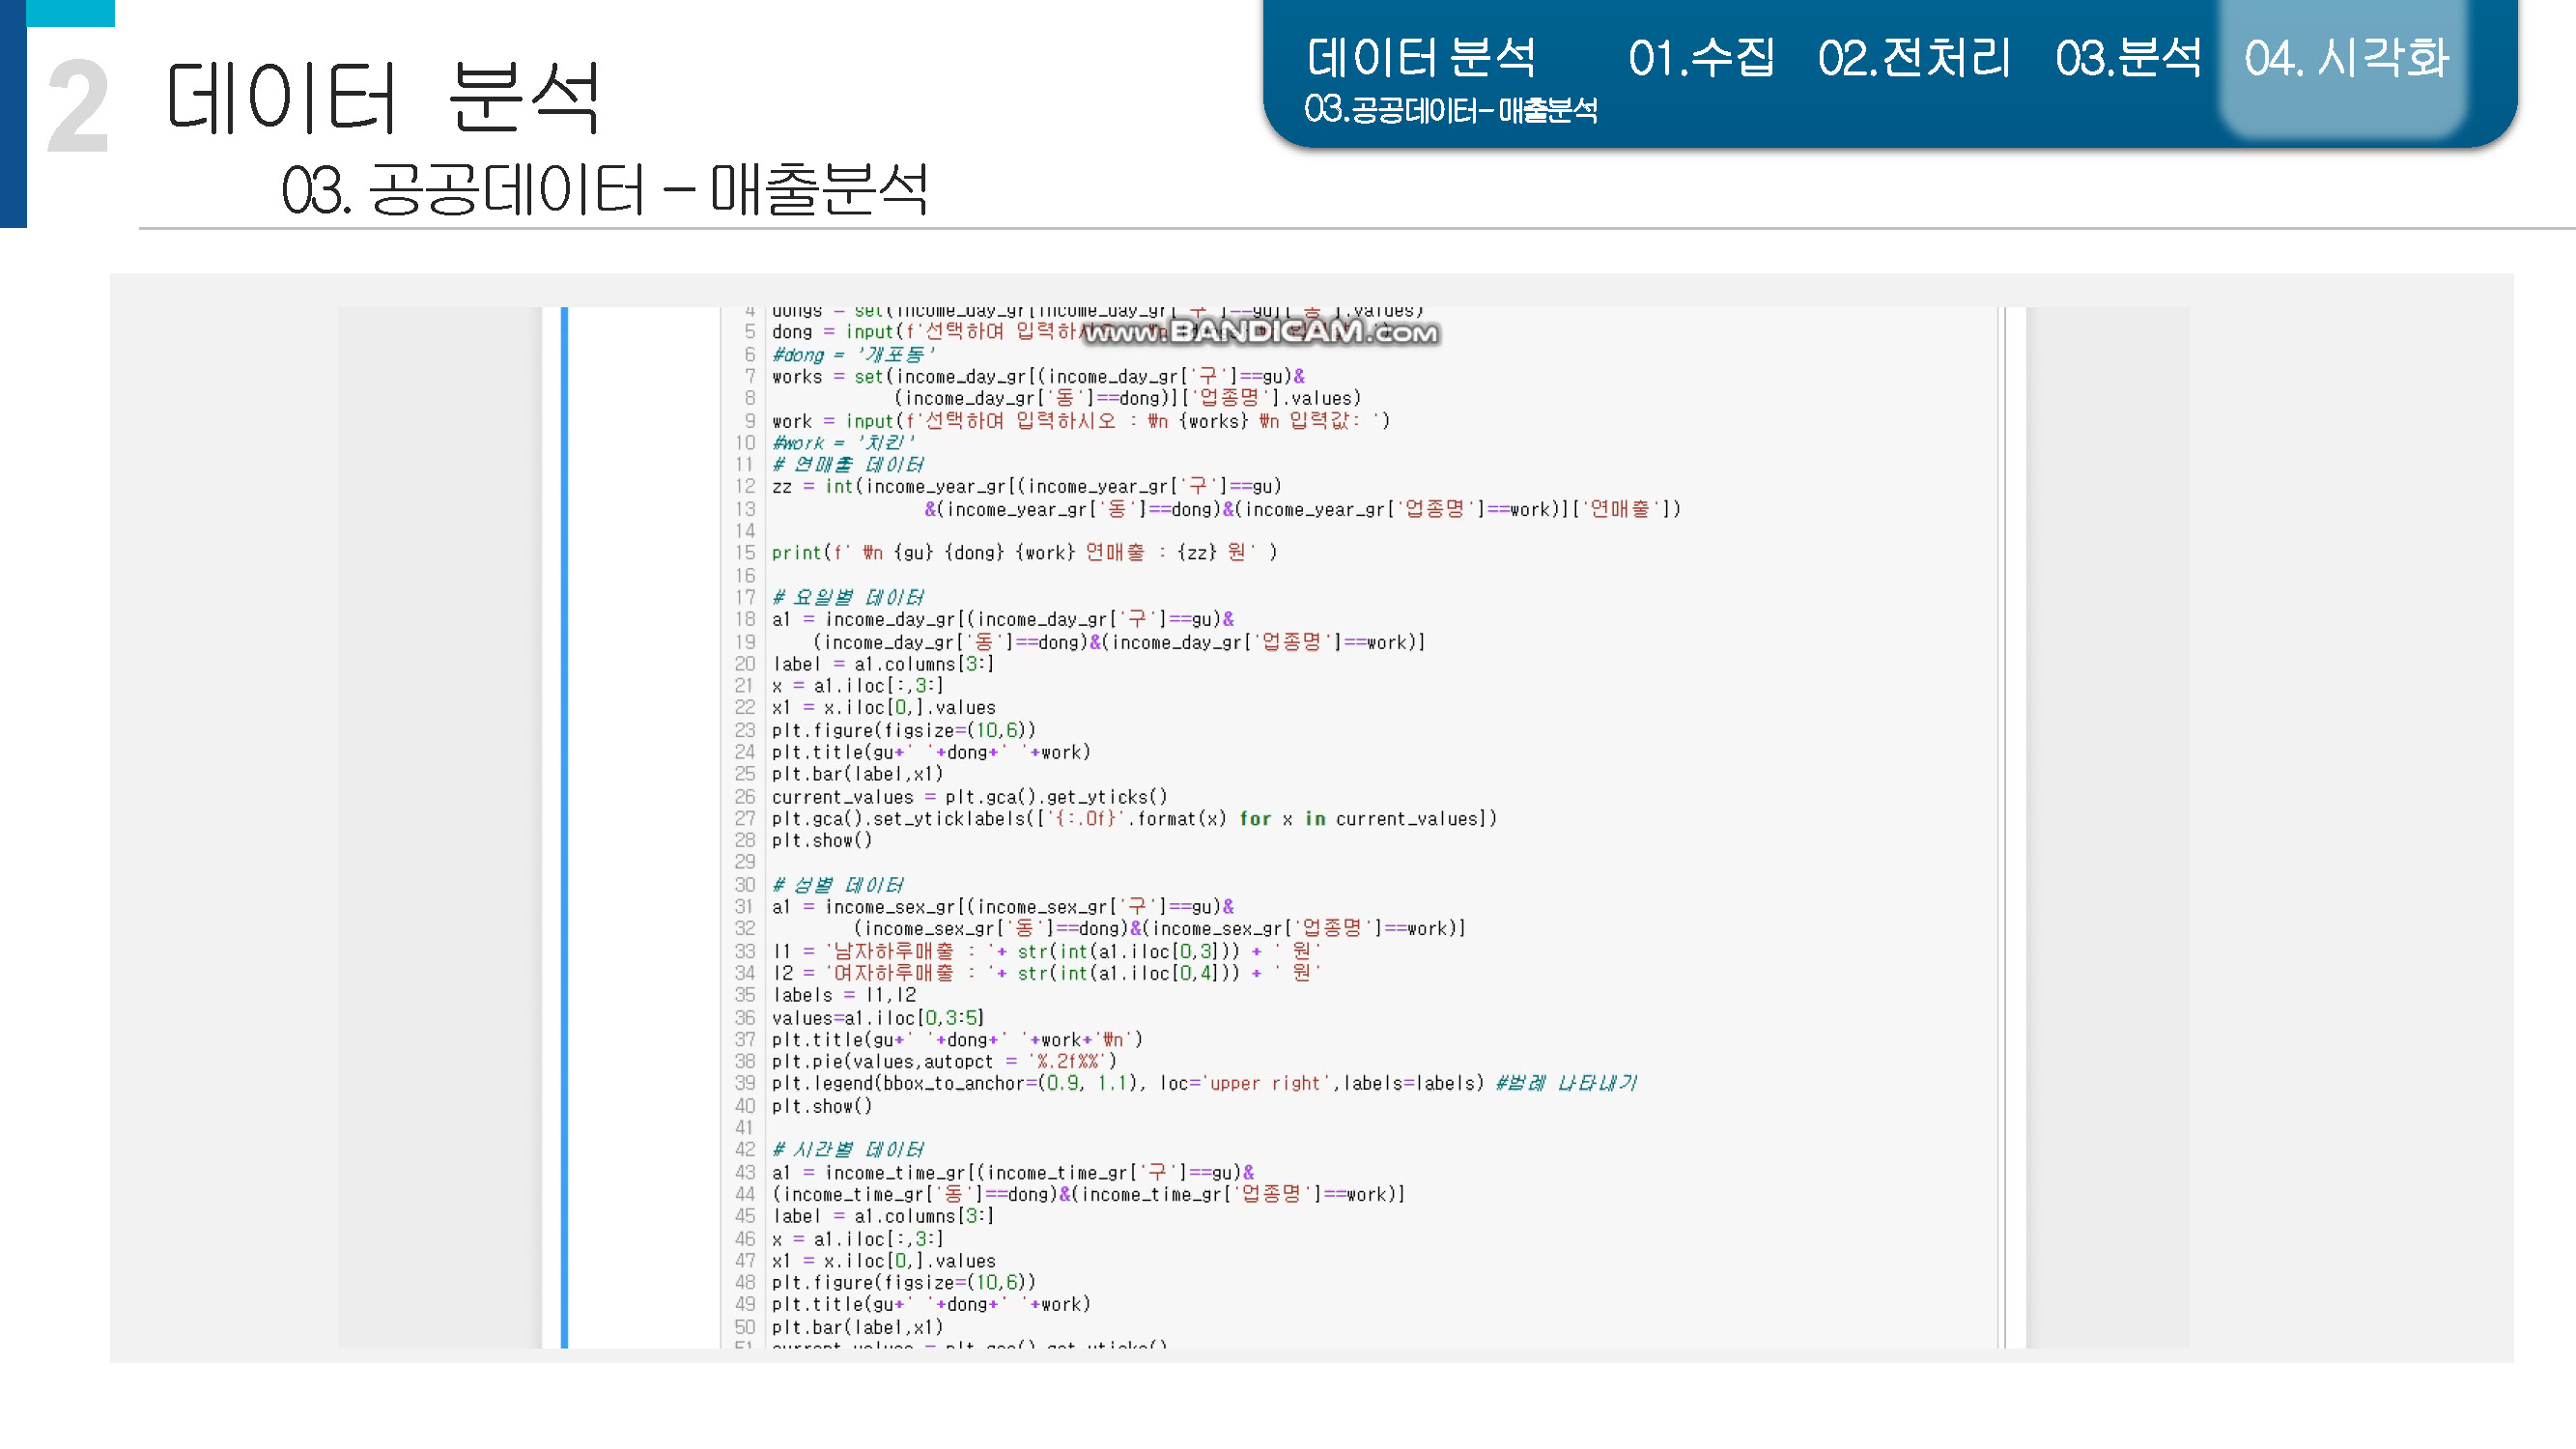 2
데이터 분석
03. 공공데이터 – 매출분석
데이터 분석 01.수집 02.전처리 03.분석 04. 시각화
03.공공데이터- 매출분석
4 dongs = set(income_day_gr[income_day_gr['구']==gu]['동'].values)
5 dong = input(f'선택하여 입력하
www.BANDICAM.com
6 #dong = '개포동'
7 works = set(income_day_gr[(income_day_gr['구']==gu)&
8 (income_day_gr['동']==dong)]['업종명'].values)
9 work = input(f'선택하여 입력하시오 : ₩n {works} ₩n 입력값: ')
10 #work = '치킨'
11 # 연매출 데이터
12 zz = int(income_year_gr[(income_year_gr['구']==gu)
13 &(income_year_gr['동']==dong)&(income_year_gr['업종명']==work)]['연매출'])
14
15 print(f' ₩n {gu} {dong} {work} 연매출 : {zz} 원' )
16
17 # 요일별 데이터
18 a1 = income_day_gr[(income_day_gr['구']==gu)&
19 (income_day_gr['동']==dong)&(income_day_gr['업종명']==work)]
20 label = a1.columns[3:]
21 x = a1.iloc[:,3:]
22 x1 = x.iloc[0,].values
23 plt.figure(figsize=(10,6))
24 plt.title(gu+' '+dong+' '+work)
25 plt.bar(label,x1)
26 current_values = plt.gca().get_yticks()
27 plt.gca().set_yticklabels(['{:.0f}'.format(x) for x in current_values])
28 plt.show()
29
30 # 성별 데이터
31 a1 = income_sex_gr[(income_sex_gr['구']==gu)&
32 (income_sex_gr['동']==dong)&(income_sex_gr['업종명']==work)]
33 l1 = '남자하루매출 : '+ str(int(a1.iloc[0,3])) + ' 원'
34 l2 = '여자하루매출 : '+ str(int(a1.iloc[0,4])) + ' 원'
35 labels = l1,l2
36 values=a1.iloc[0,3:5]
37 plt.title(gu+' '+dong+' '+work+'₩n')
38 plt.pie(values,autopct = '%.2f%%')
39 plt.legend(bbox_to_anchor=(0.9, 1.1), loc='upper right',labels=labels) #범례 나타내기
40 plt.show()
41
42 # 시간별 데이터
43 a1 = income_time_gr[(income_time_gr['구']==gu)&
44 (income_time_gr['동']==dong)&(income_time_gr['업종명']==work)]
45 label = a1.columns[3:]
46 x = a1.iloc[:,3:]
47 x1 = x.iloc[0,].values
48 plt.figure(figsize=(10,6))
49 plt.title(gu+' '+dong+' '+work)
50 plt.bar(label,x1)
51 current_values = plt.gca().get_yticks()